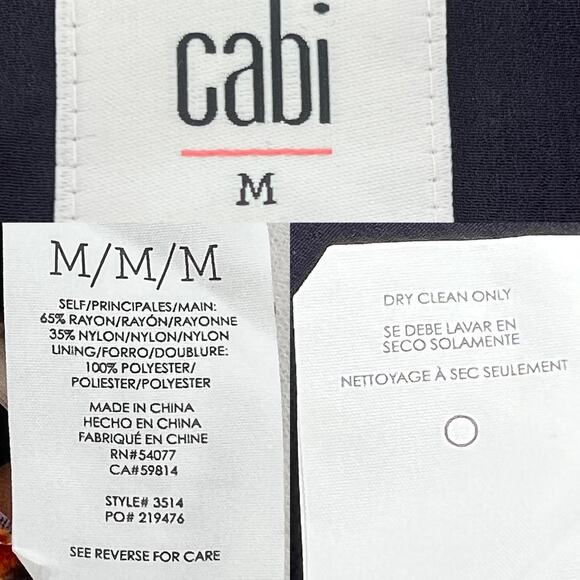 cabi
M
M/M/M
SELF/PRINCIPALES/MAIN:
65% RAYON/RAYÓN/RAYONNE
35% NYLON/NYLON/NYLON
LINING/FORRO/DOUBLURE:
100% POLYESTER/
POLIESTER/POLYESTER
MADE IN CHINA
HECHO EN CHINA
FABRIQUÉ EN CHINE
RN#54077
CA#59814
STYLE# 3514
PO# 219476
SEE REVERSE FOR CARE
DRY CLEAN ONLY
SE DEBE LAVAR EN
SECO SOLAMENTE
NETTOYAGE À SEC SEULEMENT